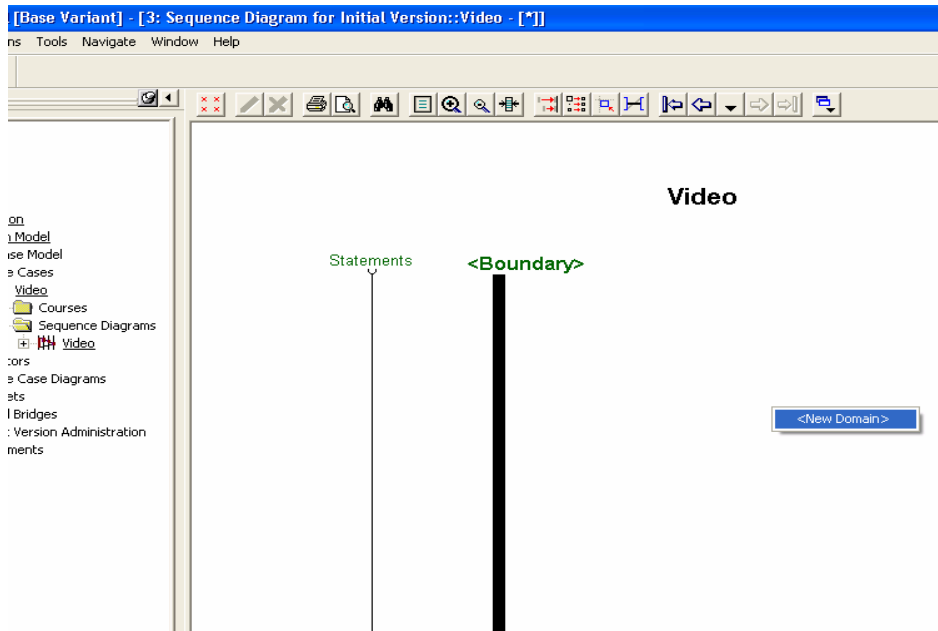 [Base Variant] - [3: Sequence Diagram for Initial Version::Video - [*]]
ns Tools Navigate Window Help
Video
on
n Model
ase Model
e Cases
Video
Courses
Sequence Diagrams
Video
tors
e Case Diagrams
ets
l Bridges
t Version Administration
ments
Statements
<Boundary>
<New Domain>